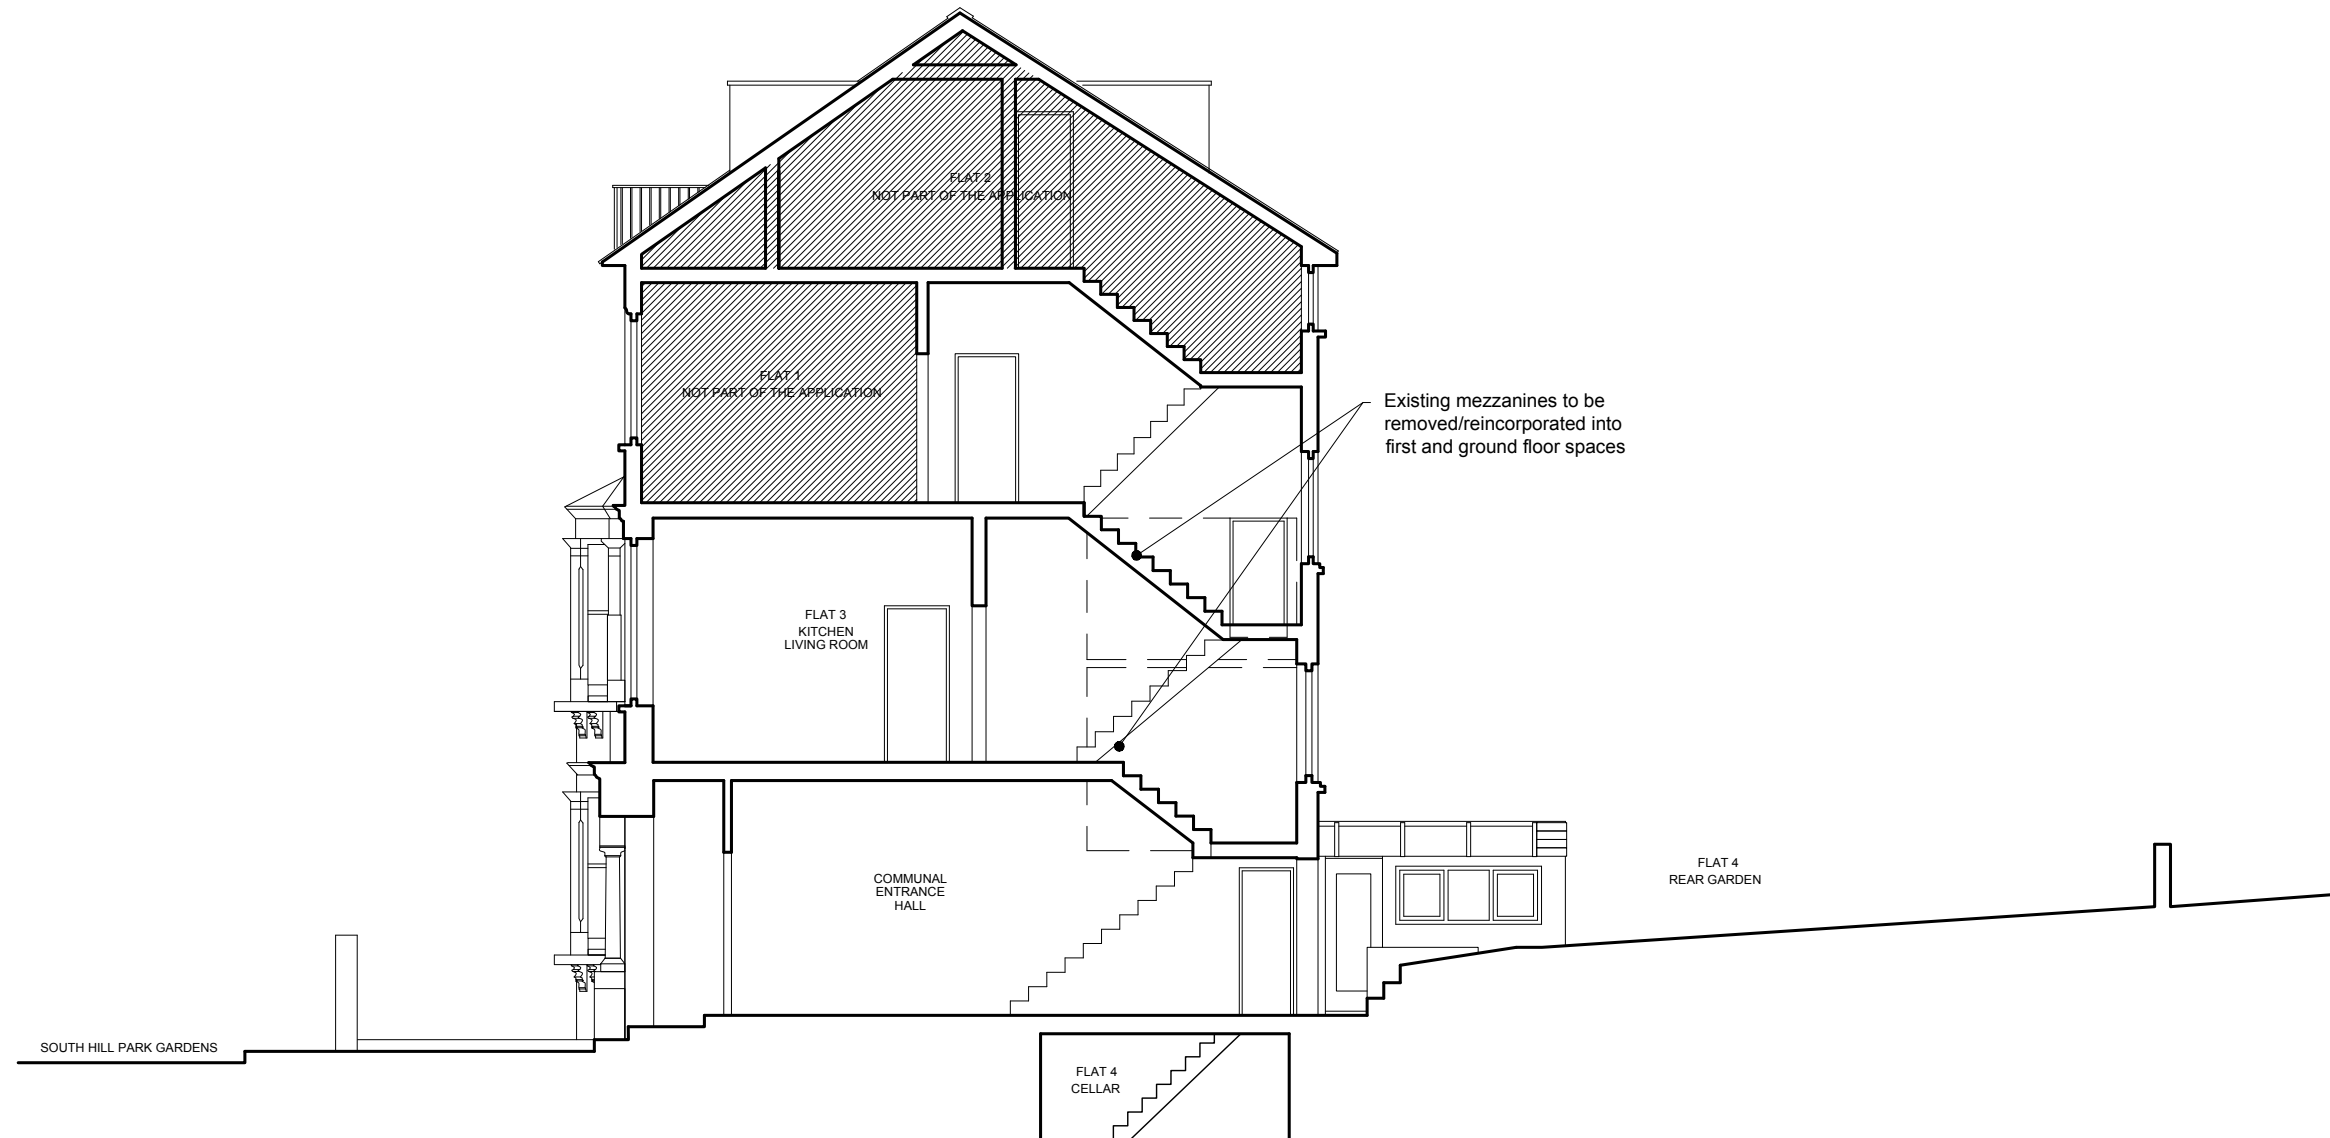 FLAT 2
NOT PART OF THE APPLICATION
FLAT 1
NOT PART OF THE APPLICATION
Existing mezzanines to be
removed/reincorporated into
first and ground floor spaces
FLAT 3
KITCHEN
LIVING ROOM
COMMUNAL
ENTRANCE
HALL
FLAT 4
REAR GARDEN
SOUTH HILL PARK GARDENS
FLAT 4
CELLAR